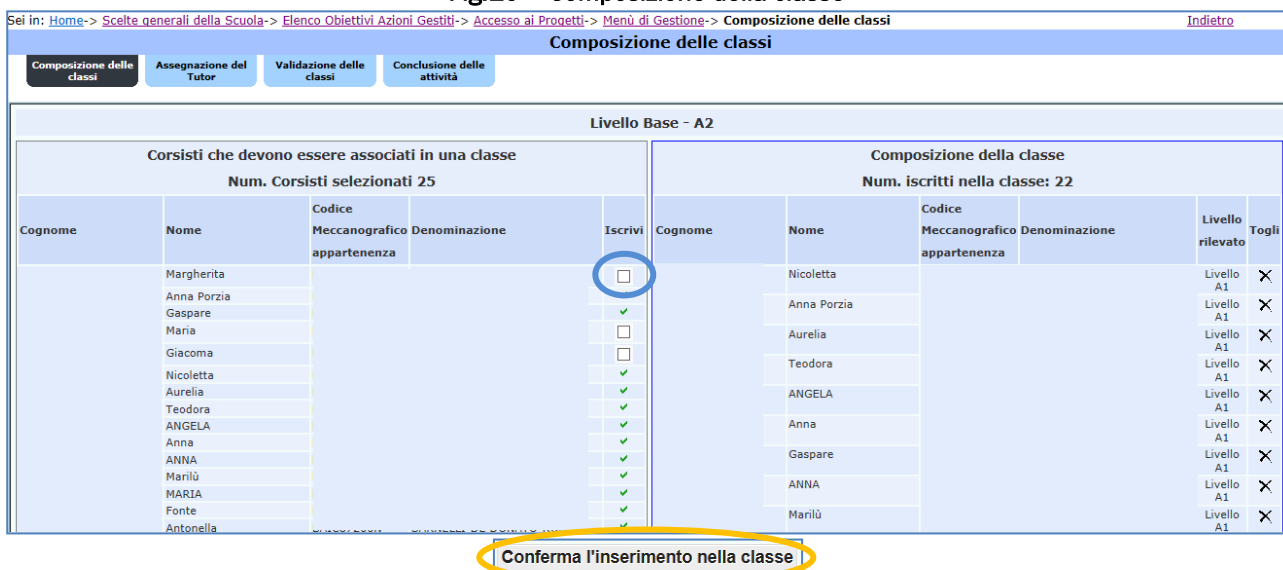 Sei in: Home-> Scelte generali della Scuola-> Elenco Obiettivi Azioni Gestiti-> Accesso ai Progetti-> Menù di Gestione-> Composizione delle classi Indietro
Composizione delle classi
Composizione delle classi
Assegnazione del Tutor
Validazione delle classi
Conclusione delle attività
Livello Base - A2
Corsisti che devono essere associati in una classe
Num. Corsisti selezionati 25
Cognome Nome Codice Meccanografico appartenenza Denominazione Iscrivi
Margherita
Anna Porzia
Gaspare
Maria
Giacoma
Nicoletta
Aurelia
Teodora
ANGELA
Anna
ANNA
Marilù
MARIA
Fonte
Antonella
Composizione della classe
Num. iscritti nella classe: 22
Cognome Nome Codice Meccanografico appartenenza Denominazione Livello rilevato Togli
Nicoletta Livello A1
Anna Porzia Livello A1
Aurelia Livello A1
Teodora Livello A1
ANGELA Livello A1
Anna Livello A1
Gaspare Livello A1
ANNA Livello A1
Marilù Livello A1
Conferma l'inserimento nella classe